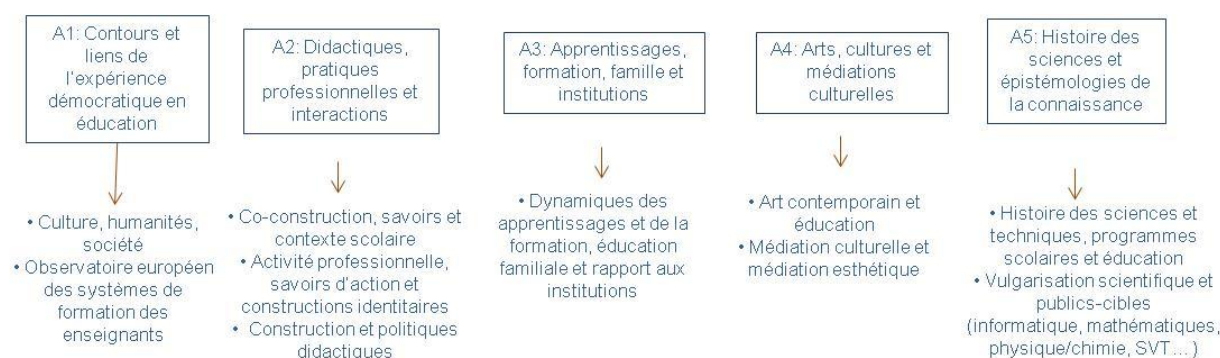 A1: Contours et
liens de
l'expérience
démocratique en
éducation
A2: Didactiques,
pratiques
professionnelles et
interactions
A3: Apprentissages,
formation, famille et
institutions
A4: Arts, cultures et
médiations
culturelles
A5: Histoire des
sciences et
épistémologies de
la connaissance
• Culture, humanités,
société
• Observatoire européen
des systèmes de
formation des
enseignants
• Co-construction, savoirs et
contexte scolaire
• Activité professionnelle,
savoirs d'action et
constructions identitaires
• Construction et politiques
didactiques
• Dynamiques des
apprentissages et de la
formation, éducation
familiale et rapport aux
institutions
• Art contemporain et
éducation
• Médiation culturelle et
médiation esthétique
• Histoire des sciences et
techniques, programmes
scolaires et éducation
• Vulgarisation scientifique et
publics-cibles
(informatique, mathématiques,
physique/chimie, SVT... )